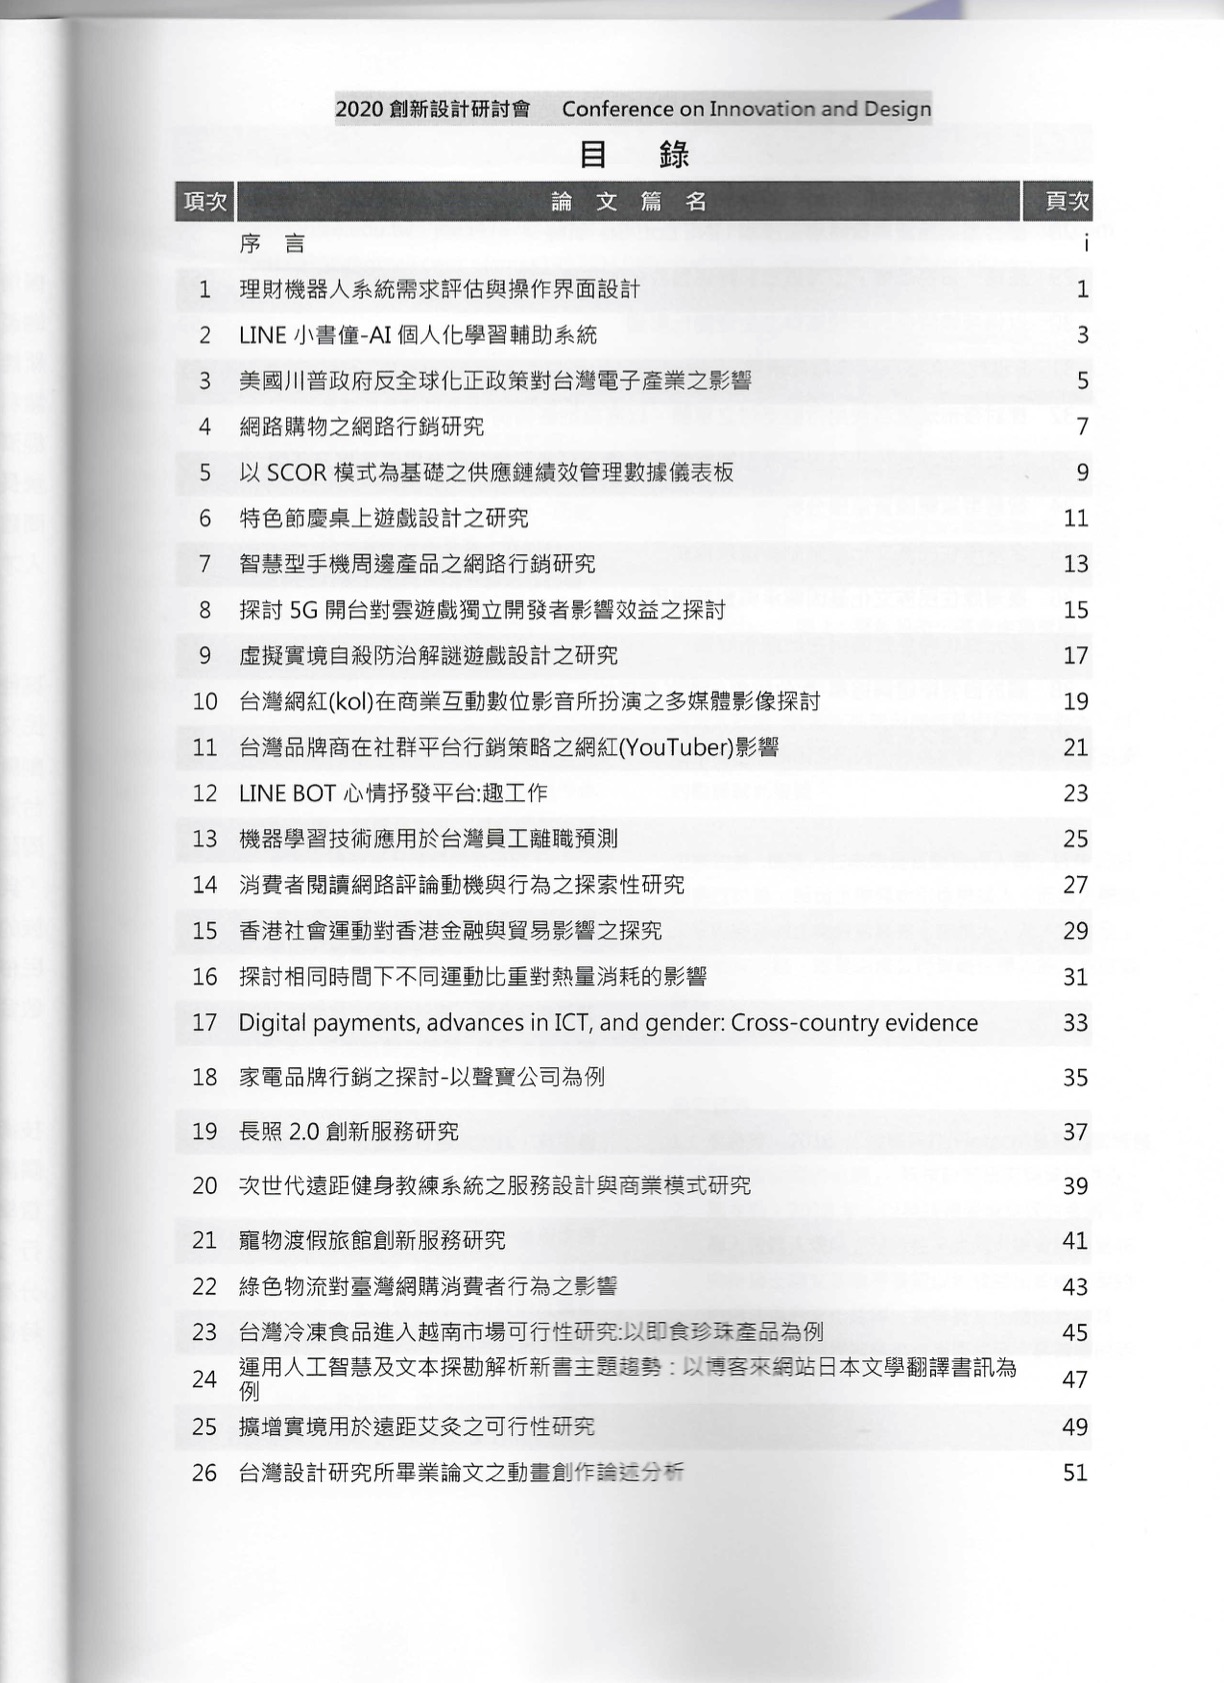 2020 創新設計研討會 Conference on Innovation and Design
目 錄
項次 論 文 篇 名 頁次
序 言 i
1 理財機器人系統需求評估與操作界面設計 1
2 LINE 小書僮-AI 個人化學習輔助系統 3
3 美國川普政府反全球化正政策對台灣電子產業之影響 5
4 網路購物之網路行銷研究 7
5 以 SCOR 模式為基礎之供應鏈績效管理數據儀表板 9
6 特色節慶桌上遊戲設計之研究 11
7 智慧型手機周邊產品之網路行銷研究 13
8 探討 5G 開台對雲遊戲獨立開發者影響效益之探討 15
9 虛擬實境自殺防治解謎遊戲設計之研究 17
10 台灣網紅(kol)在商業互動數位影音所扮演之多媒體影像探討 19
11 台灣品牌商在社群平台行銷策略之網紅(YouTuber)影響 21
12 LINE BOT 心情抒發平台:趣工作 23
13 機器學習技術應用於台灣員工離職預測 25
14 消費者閱讀網路評論動機與行為之探索性研究 27
15 香港社會運動對香港金融與貿易影響之探究 29
16 探討相同時間下不同運動比重對熱量消耗的影響 31
17 Digital payments, advances in ICT, and gender: Cross-country evidence 33
18 家電品牌行銷之探討-以聲寶公司為例 35
19 長照 2.0 創新服務研究 37
20 次世代遠距健身教練系統之服務設計與商業模式研究 39
21 寵物渡假旅館創新服務研究 41
22 綠色物流對臺灣網購消費者行為之影響 43
23 台灣冷凍食品進入越南市場可行性研究:以即食珍珠產品為例 45
24 運用人工智慧及文本探勘解析新書主題趨勢：以博客來網站日本文學翻譯書訊為 47
例
25 擴增實境用於遠距艾灸之可行性研究 49
26 台灣設計研究所畢業論文之動畫創作論述分析 51